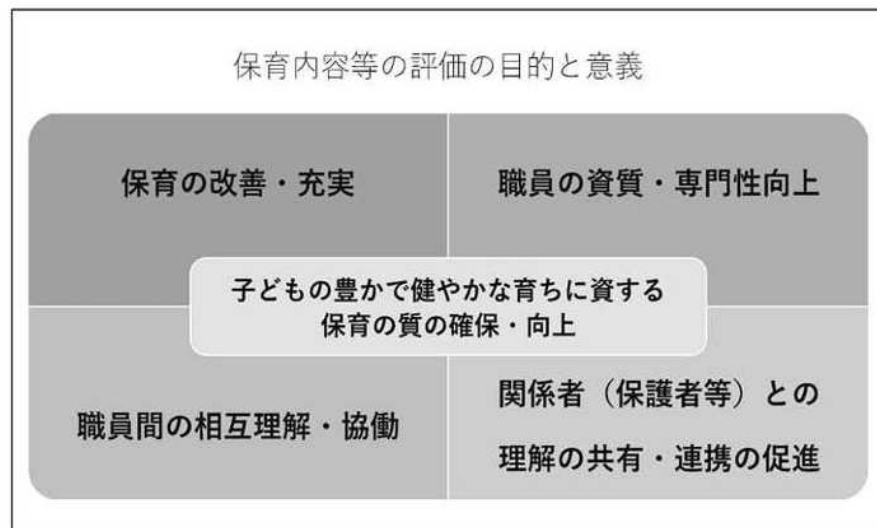 保育内容等の評価の目的と意義
保育の改善・充実
職員の資質・専門性向上
子どもの豊かで健やかな育ちに資する
保育の質の確保・向上
職員間の相互理解・協働
関係者（保護者等）との
理解の共有・連携の促進